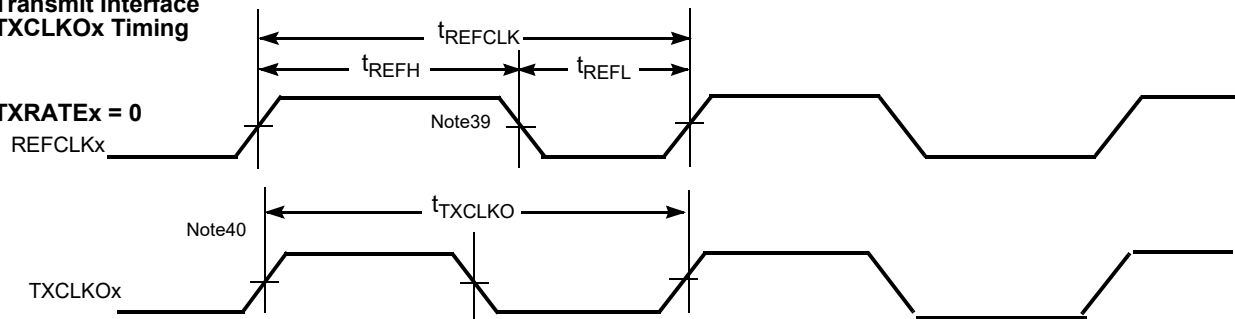 Transmit Interface
TXCLKOx Timing
tREFCLK
tREFH
tREFL
TXRATEx = 0
Note39
REFCLKx
tTXCLKO
Note40
TXCLKOx